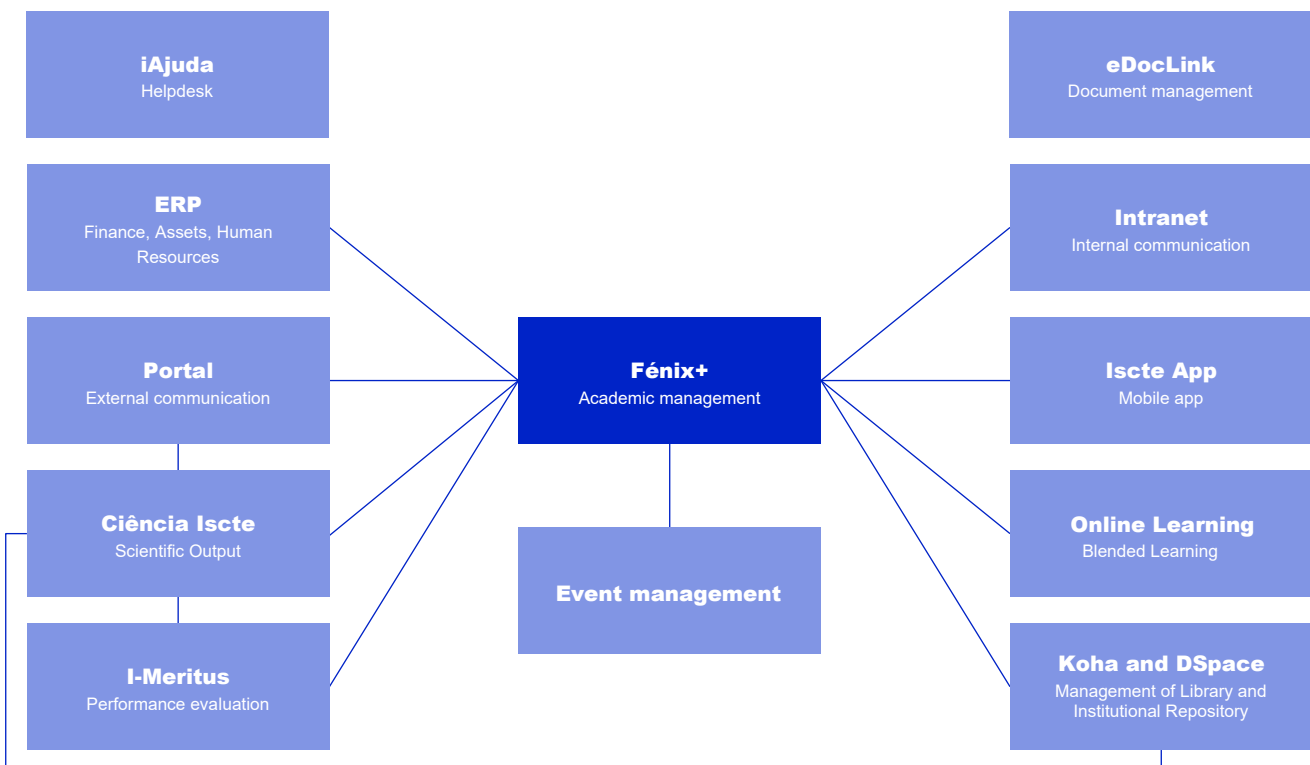 iAjuda
Helpdesk
eDocLink
Document management
ERP
Finance, Assets, Human
Resources
Intranet
Internal communication
Portal
External communication
Fénix+
Academic management
Iscte App
Mobile app
Ciência Iscte
Scientific Output
Online Learning
Blended Learning
Event management
I-Meritus
Performance evaluation
Koha and DSpace
Management of Library and
Institutional Repository